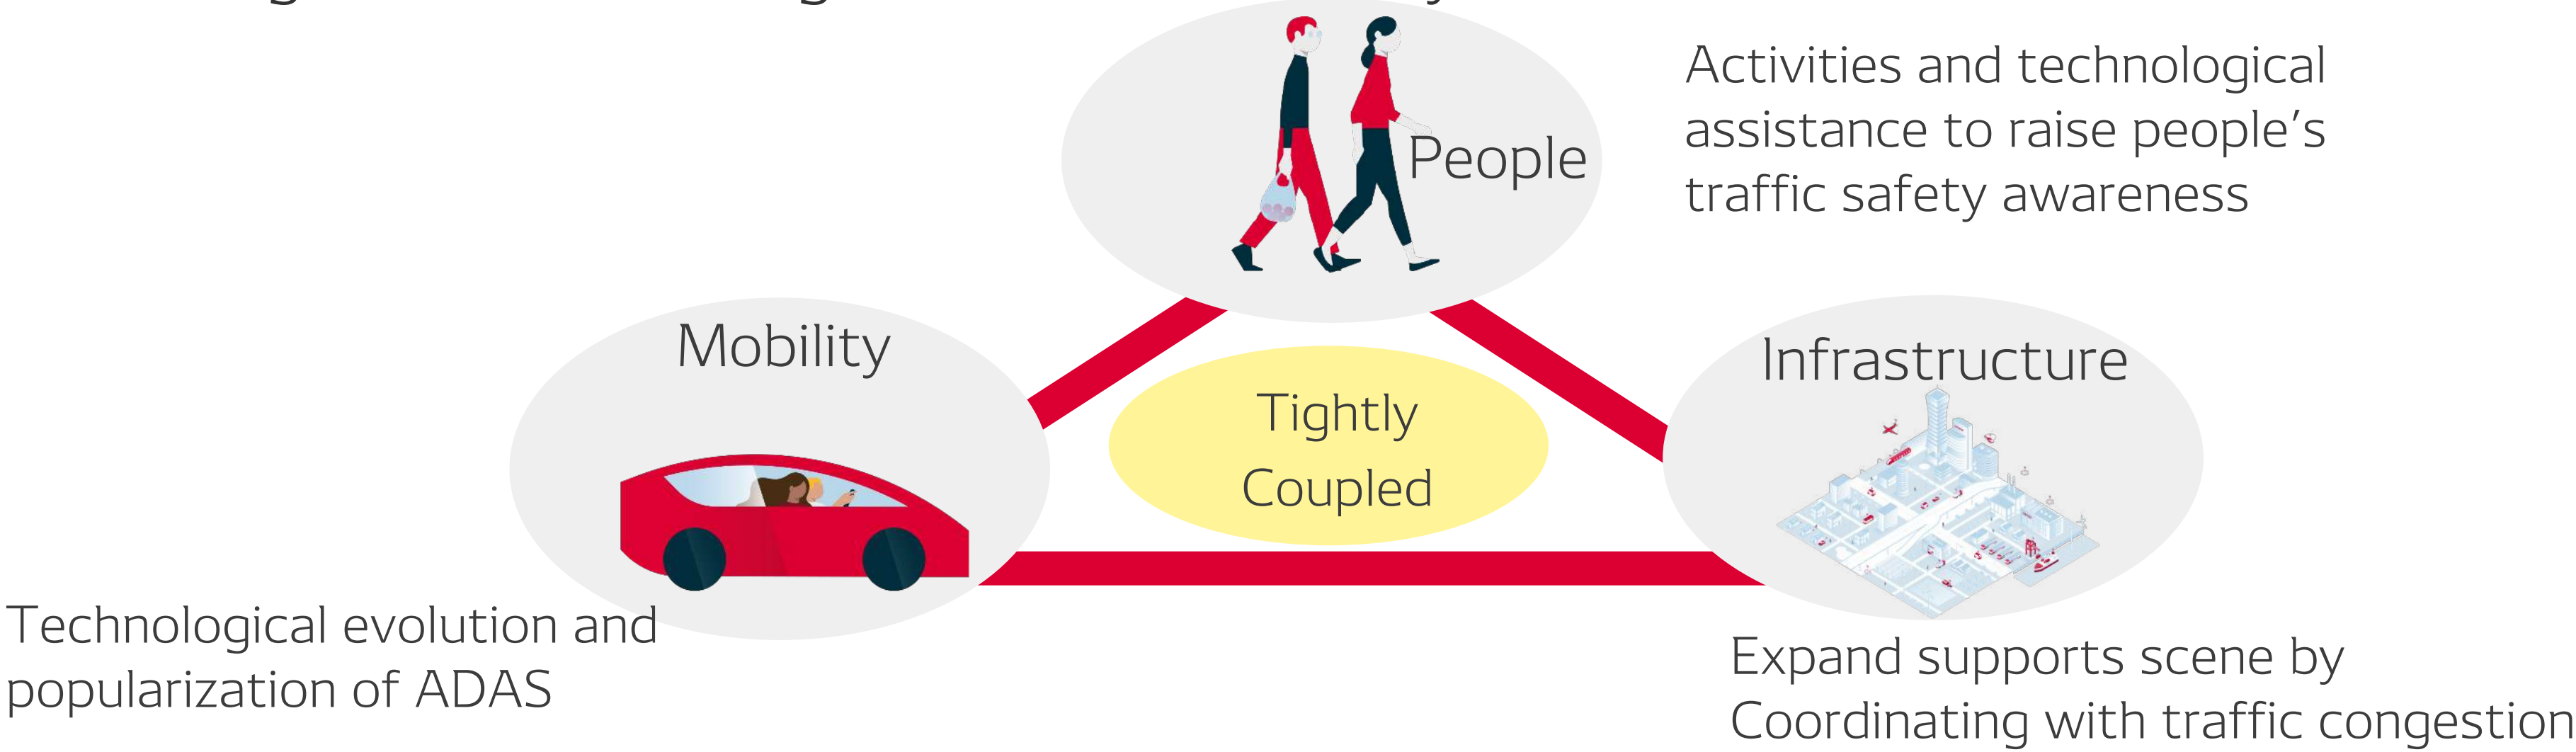 Activities and technological
assistance to raise people's
traffic safety awareness
People
Mobility
Infrastructure
Tightly
Coupled
Technological evolution and
popularization of ADAS
Expand supports scene by
Coordinating with traffic congestion